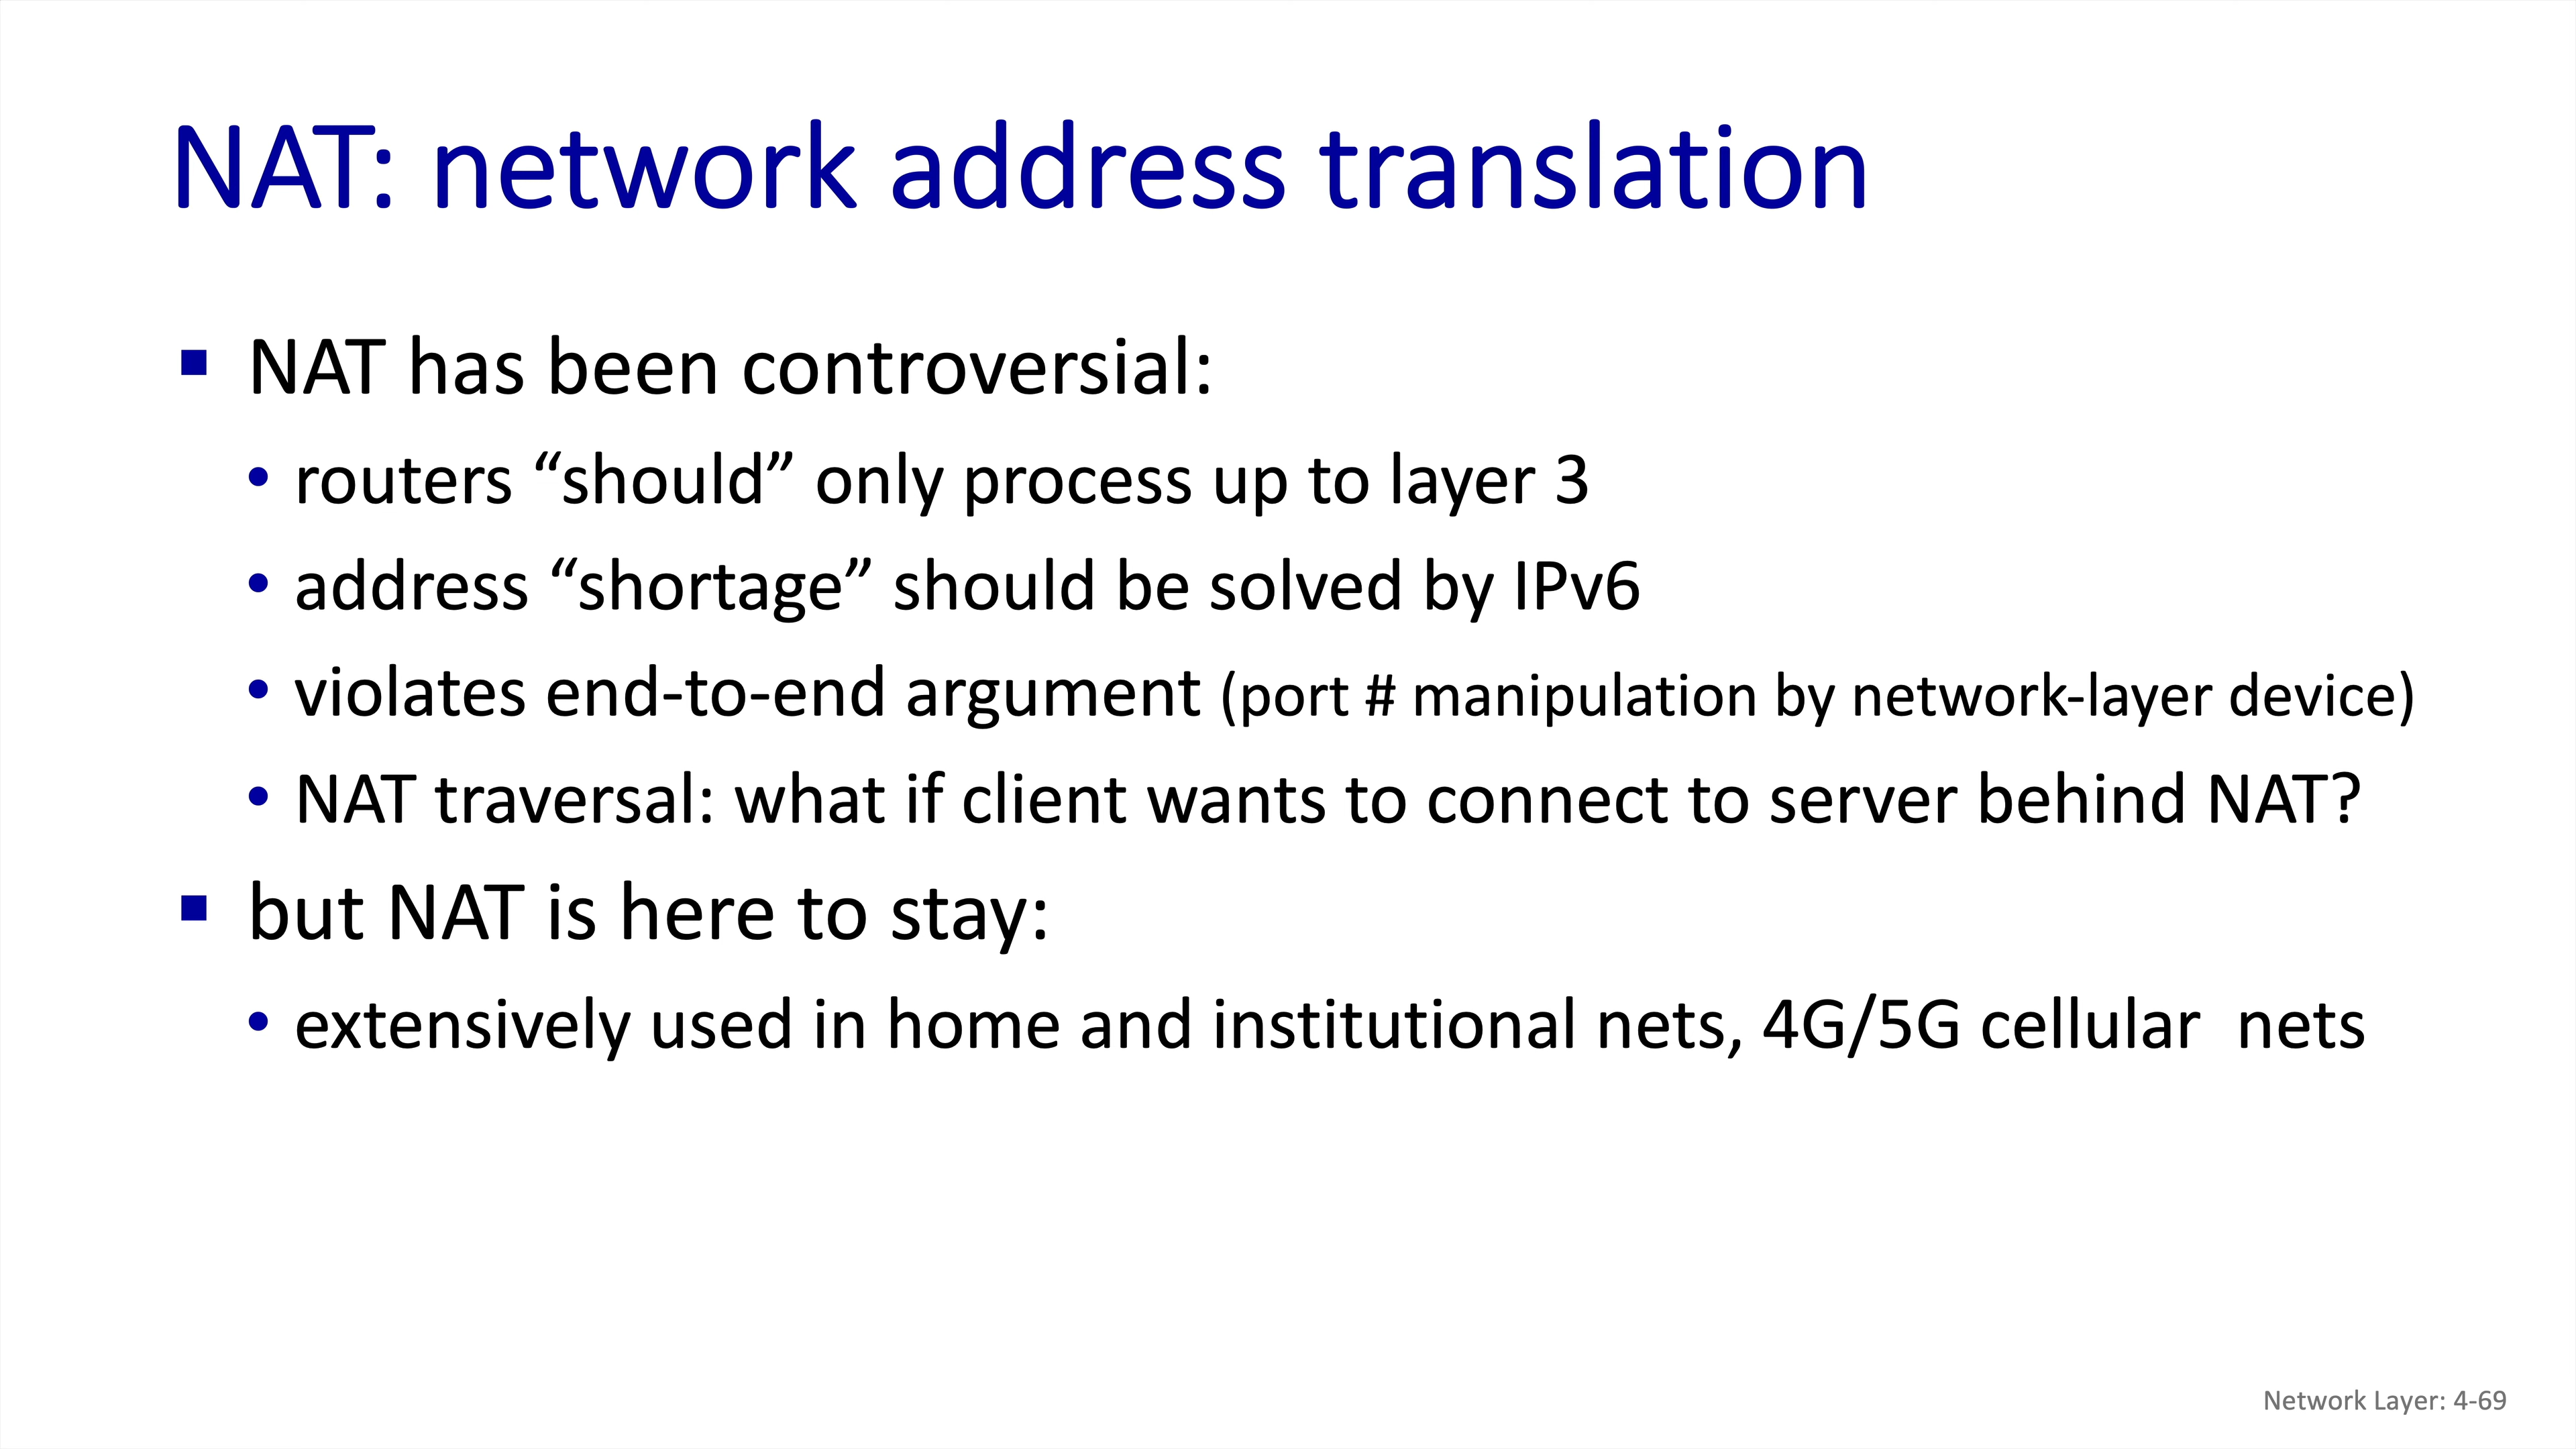 NAT: network address translation
▪ NAT has been controversial:
• routers “should” only process up to layer 3
• address “shortage” should be solved by IPv6
• violates end-to-end argument (port # manipulation by network-layer device)
• NAT traversal: what if client wants to connect to server behind NAT?
▪ but NAT is here to stay:
• extensively used in home and institutional nets, 4G/5G cellular  nets
Network Layer: 4-69